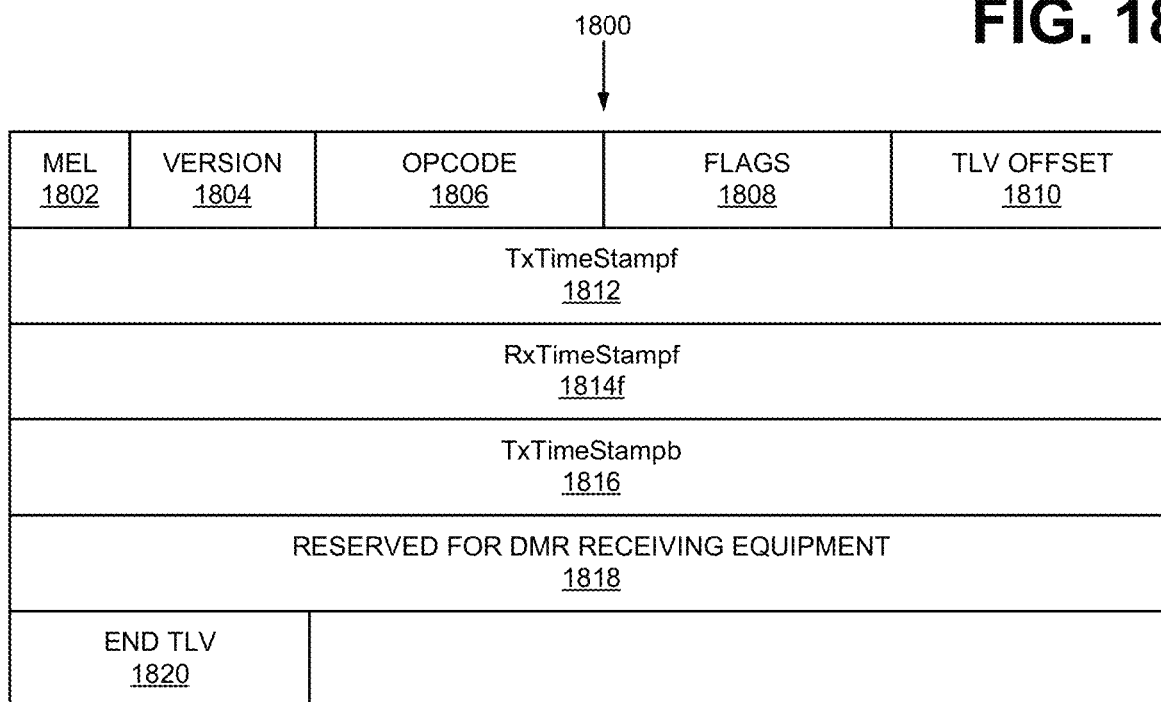 FIG. 18
1800
MEL VERSION OPCODE FLAGS TLV OFFSET
1802 1804 1806 1808 1810
TxTimeStampf
1812
RxTimeStampf
1814f
TxTimeStampb
1816
RESERVED FOR DMR RECEIVING EQUIPMENT
1818
END TLV
1820